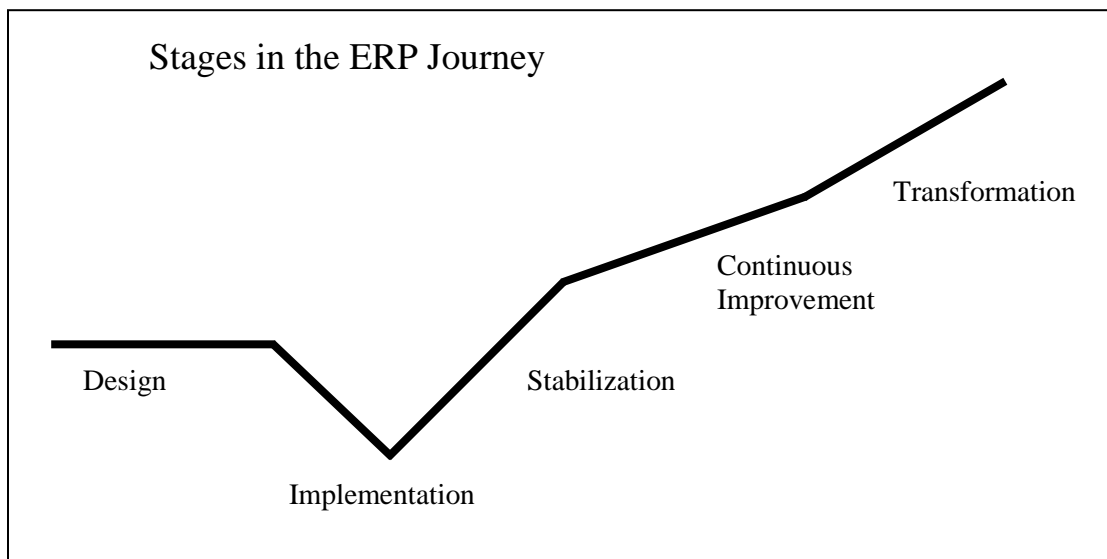 Stages in the ERP Journey
Transformation
Continuous
Improvement
Design
Stabilization
Implementation